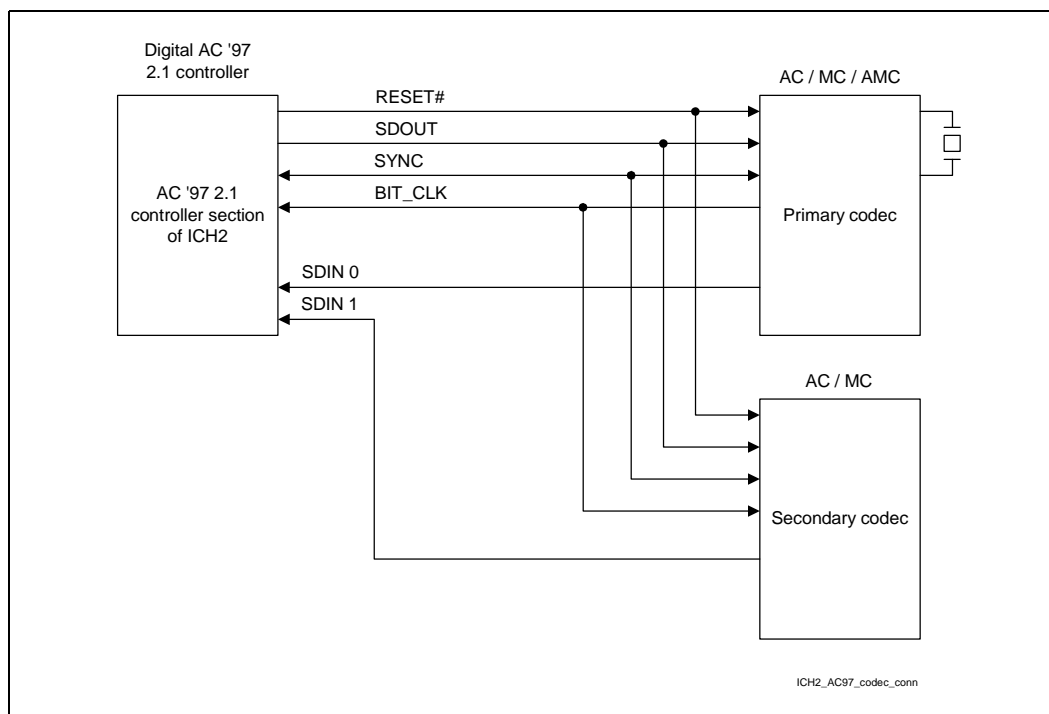 Digital AC '97
2.1 controller
AC / MC / AMC
RESET#
SDOUT
SYNC
BIT_CLK
AC '97 2.1
controller section
of ICH2
Primary codec
SDIN 0
SDIN 1
AC / MC
Secondary codec
ICH2_AC97_codec_conn